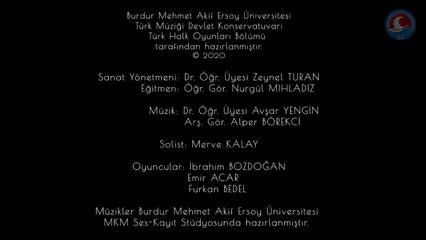 Burdur Mehmet Akif Ersoy Üniversitesi
Türk Müziği Devlet Konservatuvarı
Türk Halk Oyunları Bölümü
tarafından hazırlanmıştır.
© 2020
Sanat Yönetmeni: Dr. Öğr. Üyesi Zeynel TURAN
Eğitmen: Öğr. Gör. Nurgül MIHLADIZ
Müzik: Dr. Öğr. Üyesi Avşar YENGİN
Arş. Gör. Alper BÖREKCİ
Solist: Merve KALAY
Oyuncular: İbrahim BOZDOĞAN
Emir ACAR
Furkan BEDEL
Müzikler Burdur Mehmet Akif Ersoy Üniversitesi
MKM Ses-Kayıt Stüdyosunda hazırlanmıştır.